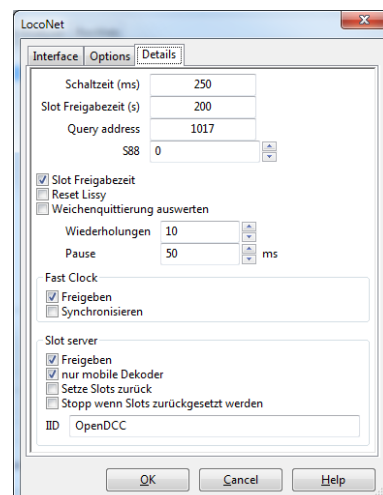 LocoNet
Interface Options Details
Schaltzeit (ms) 250
Slot Freigabezeit (s) 200
Query address 1017
S88 0
Slot Freigabezeit
Reset Lissy
Weichenquittierung auswerten
Wiederholungen 10
Pause 50 ms
Fast Clock
Freigeben
Synchronisieren
Slot server
Freigeben
nur mobile Dekoder
Setze Slots zurück
Stopp wenn Slots zurückgesetzt werden
IID OpenDCC
OK Cancel Help